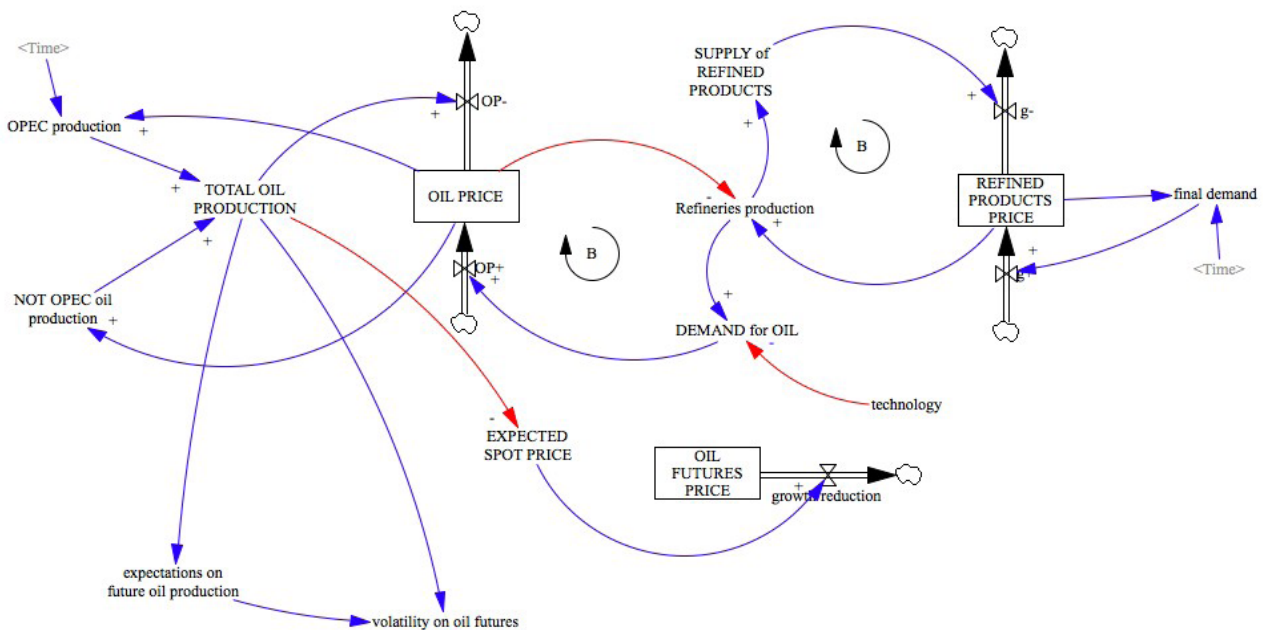 <Time>
OPEC production
+
+
TOTAL OIL
PRODUCTION
+
NOT OPEC oil
production
+
OP-
+
OIL PRICE
OP+
+
B
SUPPLY of
REFINED
PRODUCTS
+
B
-
Refineries production
+
+
DEMAND for OIL
-
technology
+
g-
REFINED
PRODUCTS
PRICE
final demand
+
g+
<Time>
-
EXPECTED
SPOT PRICE
OIL
FUTURES
PRICE
+
growth reduction
expectations on
future oil production
volatility on oil futures